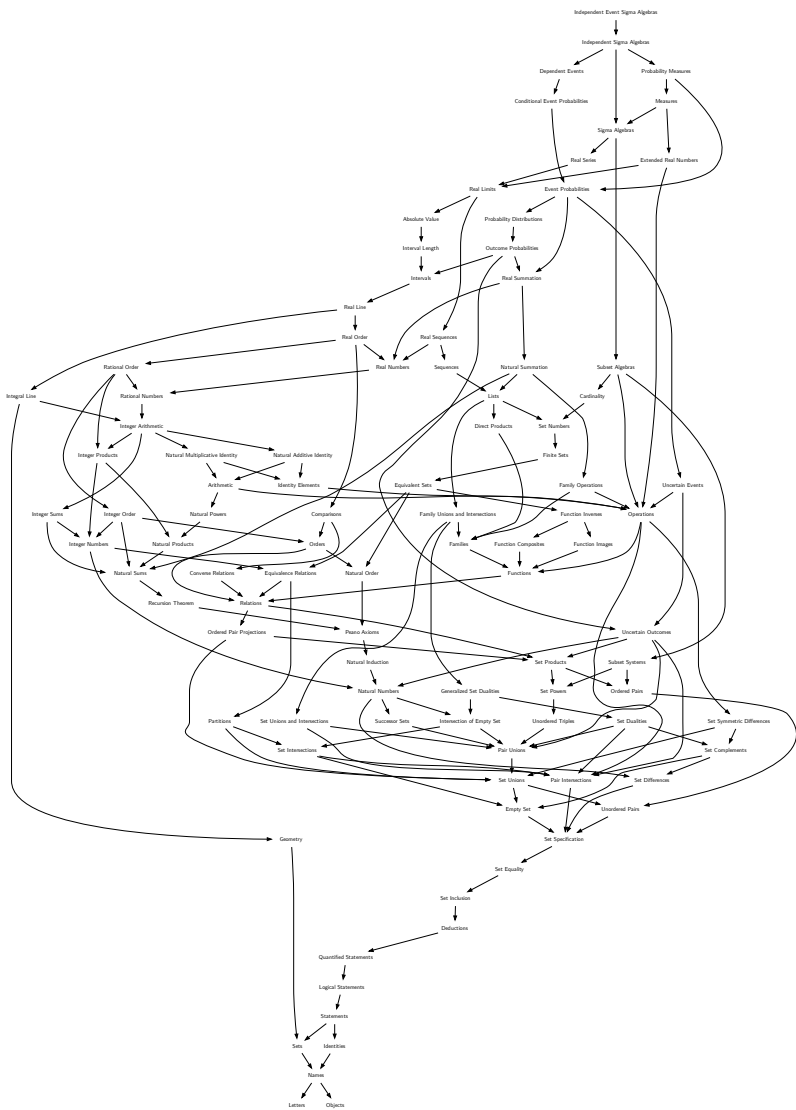 Independent Event Sigma Algebras
Independent Sigma Algebras
Dependent Events
Probability Measures
Conditional Event Probabilities
Measures
Sigma Algebras
Real Series
Extended Real Numbers
Real Limits
Event Probabilities
Absolute Value
Probability Distributions
Interval Length
Outcome Probabilities
Intervals
Real Summation
Real Line
Real Order
Real Sequences
Rational Order
Real Numbers
Sequences
Natural Summation
Subset Algebras
Integral Line
Rational Numbers
Lists
Cardinality
Integer Arithmetic
Direct Products
Set Numbers
Integer Products
Natural Multiplicative Identity
Natural Additive Identity
Finite Sets
Arithmetic
Identity Elements
Equivalent Sets
Family Operations
Uncertain Events
Integer Sums
Integer Order
Natural Powers
Comparisons
Family Unions and Intersections
Function Inverses
Operations
Integer Numbers
Natural Products
Orders
Families
Function Composites
Function Images
Natural Sums
Converse Relations
Equivalence Relations
Natural Order
Functions
Recursion Theorem
Relations
Ordered Pair Projections
Peano Axioms
Uncertain Outcomes
Natural Induction
Set Products
Subset Systems
Natural Numbers
Generalized Set Dualities
Set Powers
Ordered Pairs
Partitions
Set Unions and Intersections
Successor Sets
Intersection of Empty Set
Unordered Triples
Set Dualities
Set Symmetric Differences
Set Intersections
Pair Unions
Set Complements
Set Unions
Pair Intersections
Set Differences
Empty Set
Unordered Pairs
Geometry
Set Specification
Set Equality
Set Inclusion
Deductions
Quantified Statements
Logical Statements
Statements
Sets
Identities
Names
Letters
Objects